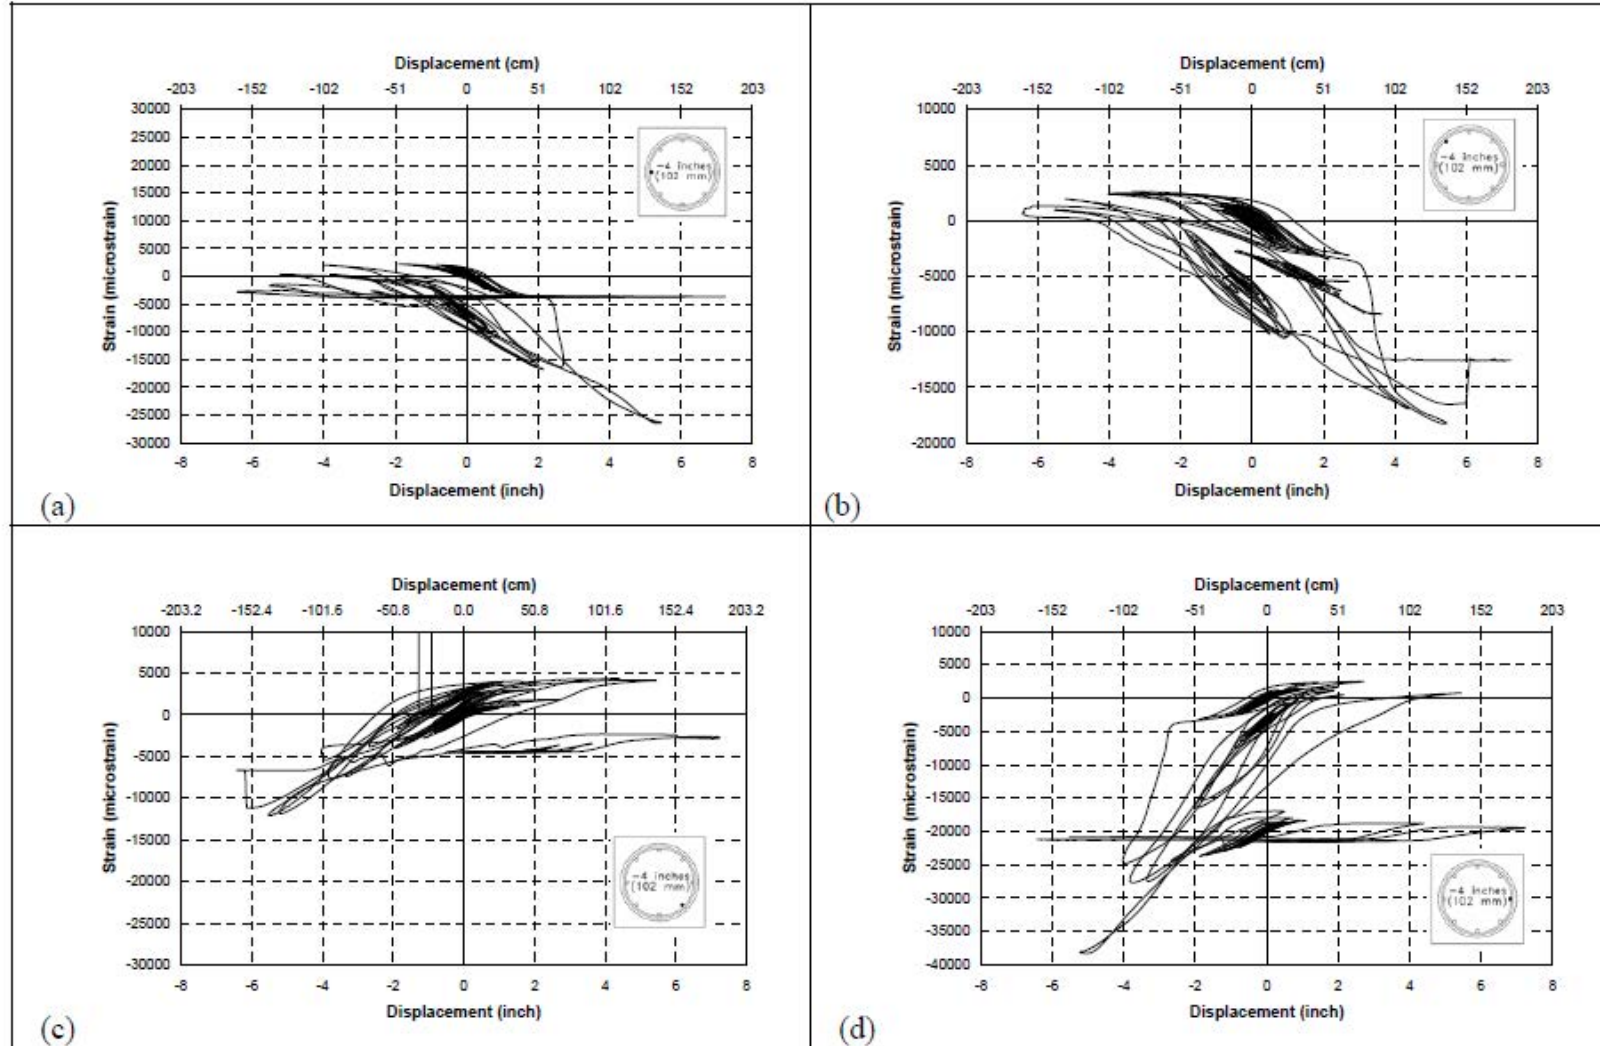 Displacement (cm)
-203 -152 -102 -51 0 51 102 152 203
30000
25000
20000
15000
10000
5000
0
-5000
-10000
-15000
-20000
-25000
-30000
Strain (microstrain)
-4 Inches
(102 mm)
-8 -6 -4 -2 0 2 4 6 8
Displacement (inch)
(a)
Displacement (cm)
-203 -152 -102 -51 0 51 102 152 203
10000
5000
0
-5000
-10000
-15000
-20000
Strain (microstrain)
-4 Inches
(102 mm)
-8 -6 -4 -2 0 2 4 6 8
Displacement (inch)
(b)
Displacement (cm)
-203.2 -152.4 -101.6 -50.8 0.0 50.8 101.6 152.4 203.2
10000
5000
0
-5000
-10000
-15000
-20000
-25000
-30000
Strain (microstrain)
-4 inches
(102 mm)
-8 -6 -4 -2 0 2 4 6 8
Displacement (inch)
(c)
Displacement (cm)
-203 -152 -102 -51 0 51 102 152 203
10000
5000
0
-5000
-10000
-15000
-20000
-25000
-30000
-35000
-40000
Strain (microstrain)
-4 Inches
(102 mm)
-8 -6 -4 -2 0 2 4 6 8
Displacement (inch)
(d)